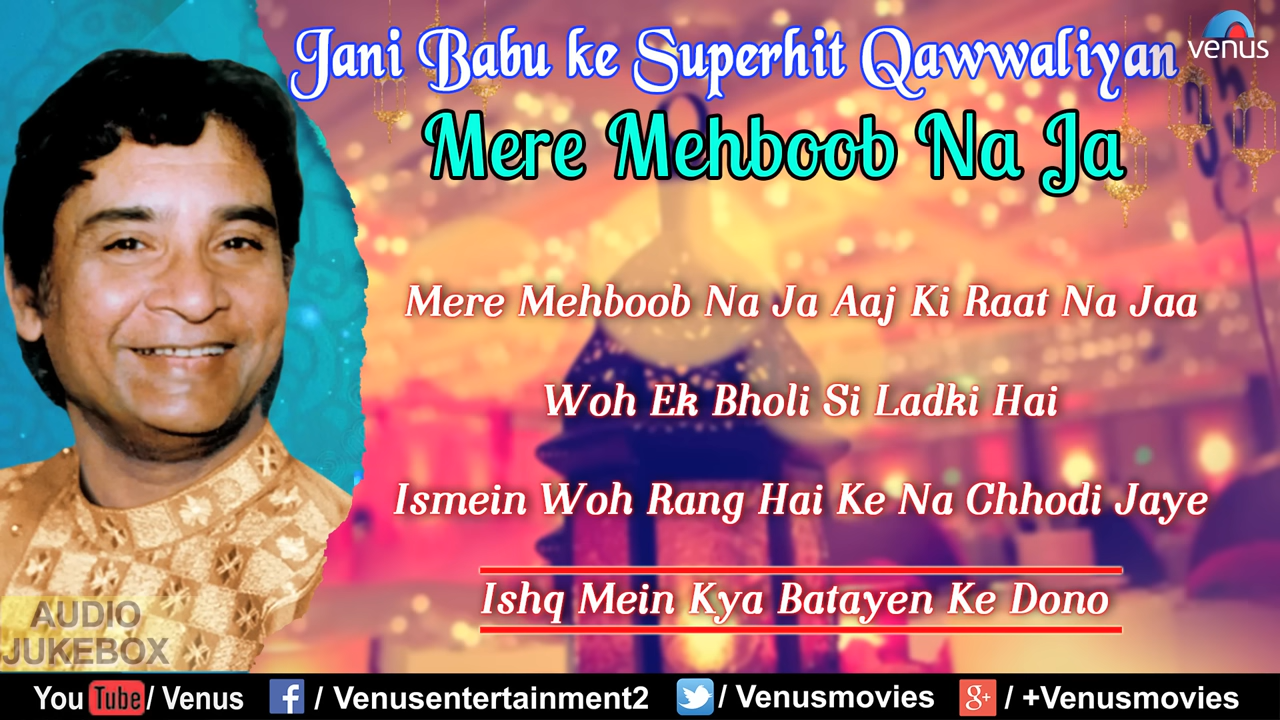 Jani Babu ke Superhit Qawwaliyan
venus
Mere Mehboob Na Ja
Mere Mehboob Na Ja Aaj Ki Raat Na Jaa
Woh Ek Bholi Si Ladki Hai
Ismein Woh Rang Hai Ke Na Chhodi Jaye
Ishq Mein Kya Batayen Ke Dono
AUDIO
JUKEBOX
You Tube / Venus f / Venusentertainment2 / Venusmovies g+ / +Venusmovies